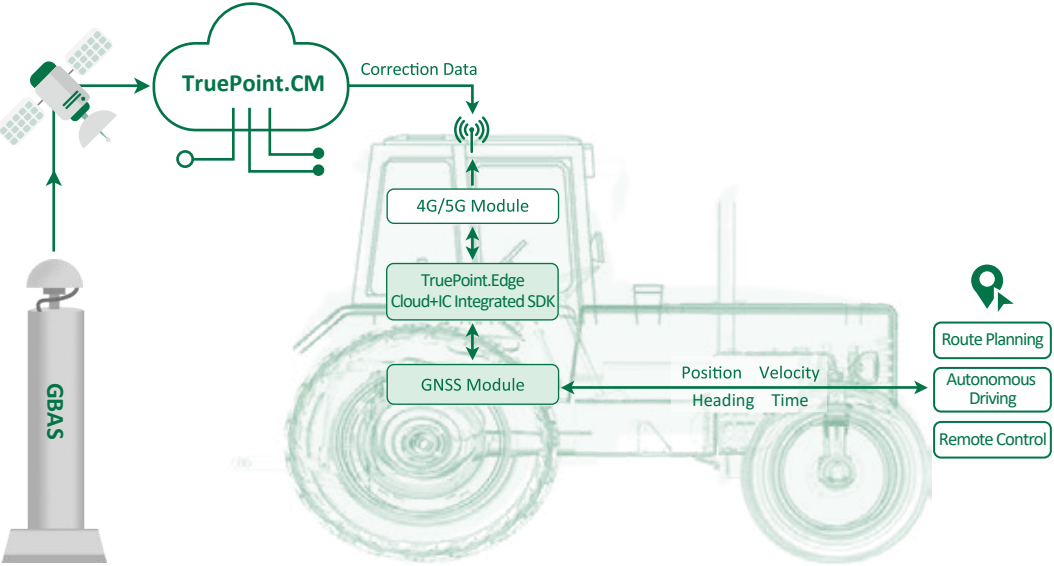 TruePoint.CM
Correction Data
4G/5G Module
TruePoint.Edge
Cloud+IC Integrated SDK
GNSS Module
Position Velocity
Heading Time
Route Planning
Autonomous
Driving
Remote Control
GBAS